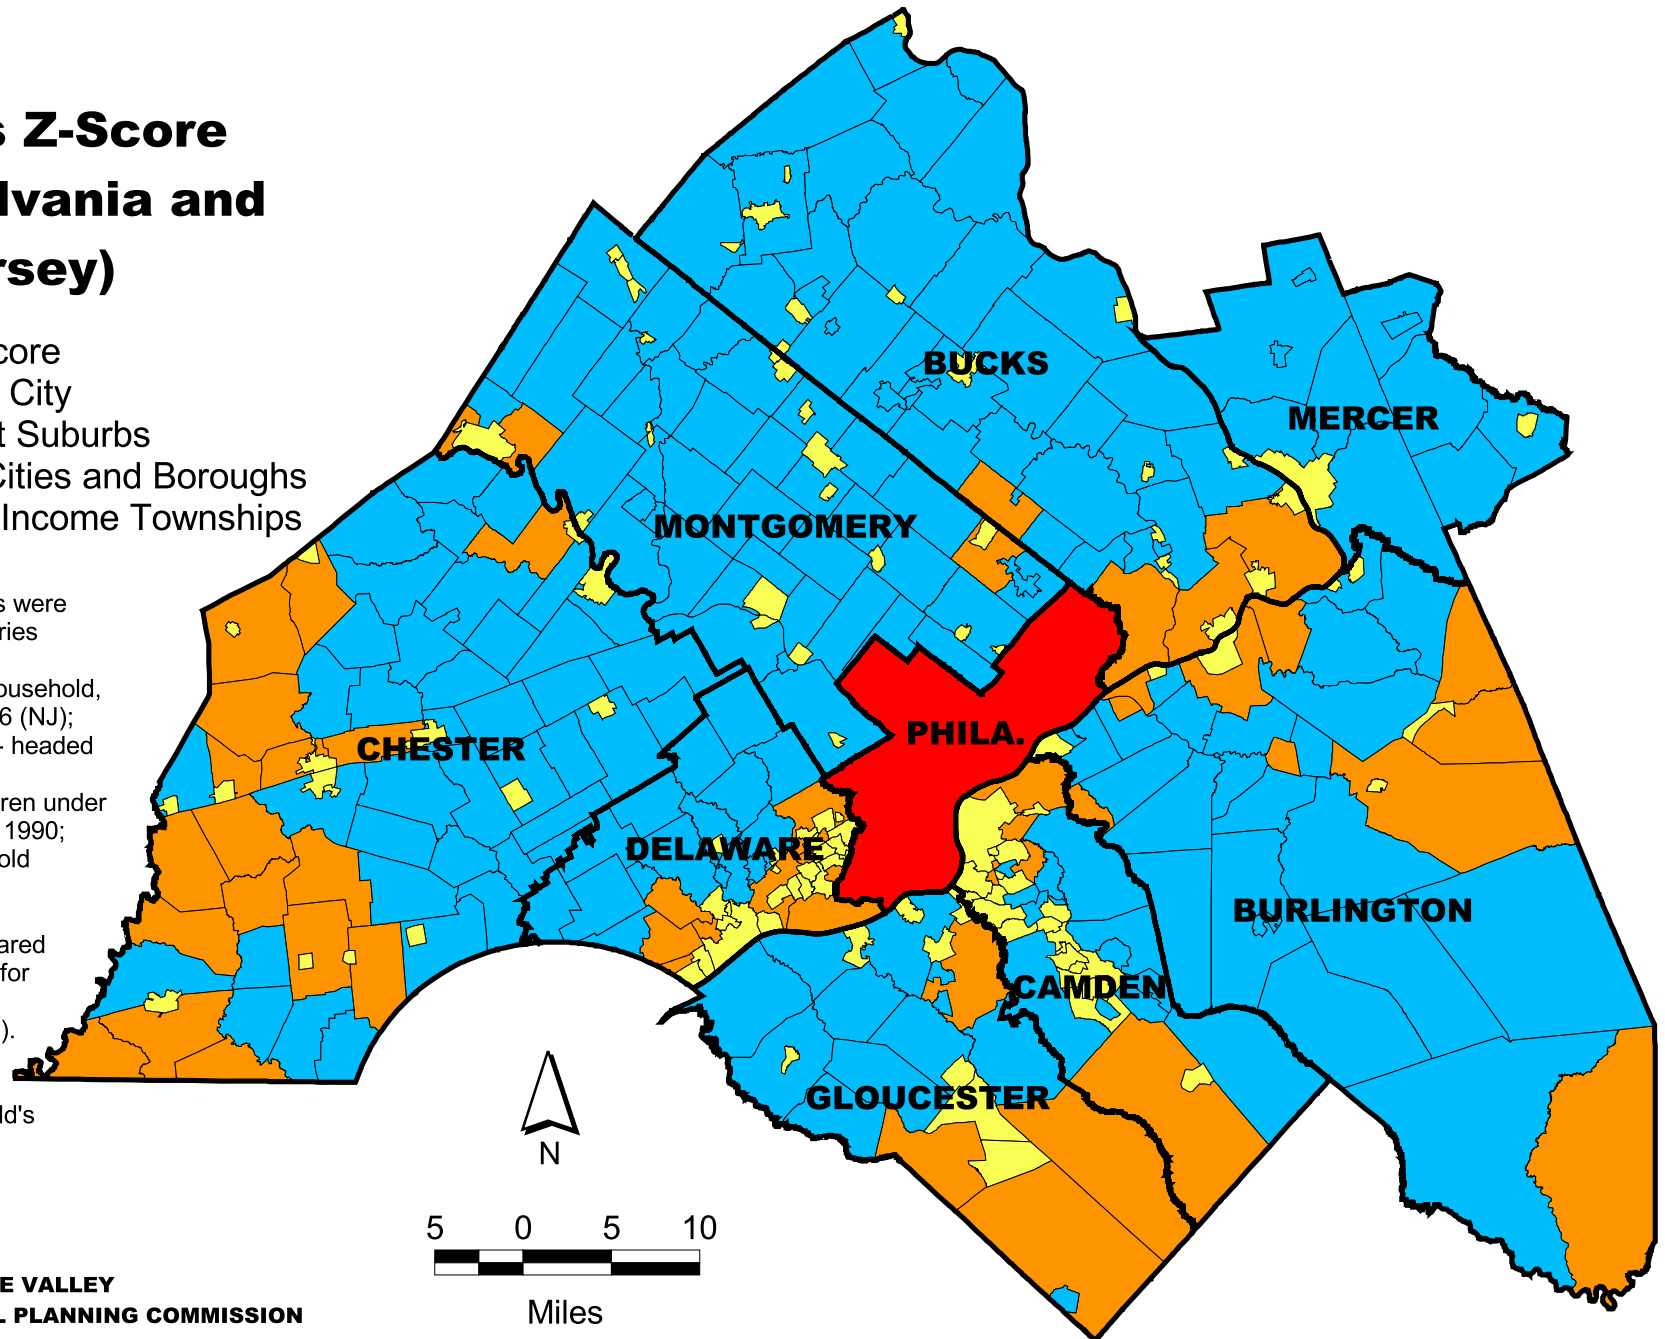 s Z-Score
lvania and
rsey)
core
City
t Suburbs
Cities and Boroughs
Income Townships
s were
ries
ousehold,
6 (NJ);
- headed
ren under
1990;
old
ared
for
).
ld's
BUCKS
MERCER
MONTGOMERY
PHILA.
CHESTER
DELAWARE
BURLINGTON
CAMDEN
GLOUCESTER
N
5 0 5 10
Miles
E VALLEY
L PLANNING COMMISSION